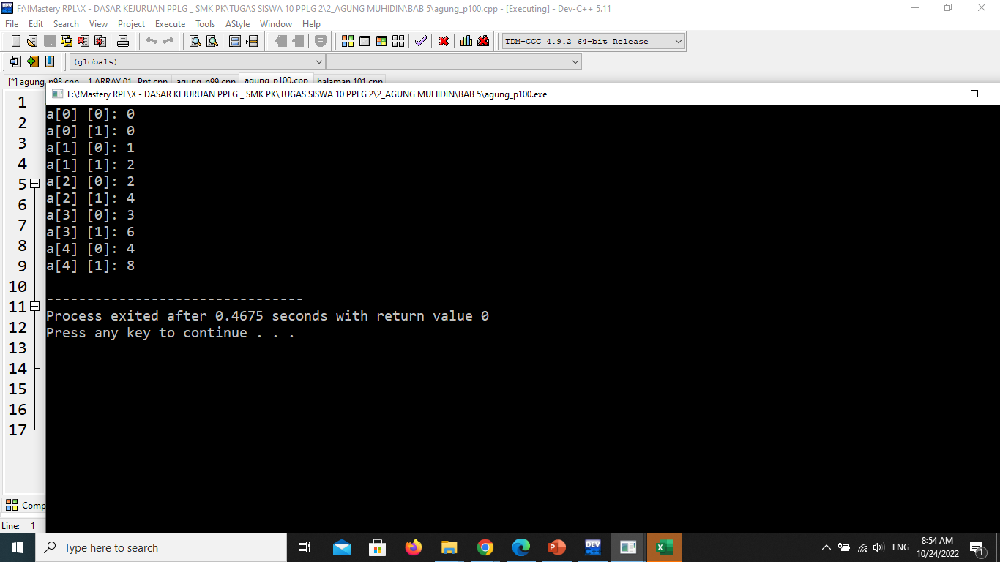 F:\!Mastery RPL\X - DASAR KEJURUAN PPLG _ SMK PK\TUGAS SISWA 10 PPLG 2\2_AGUNG MUHIDIN\BAB 5\agung_p100.cpp - [Executing] - Dev-C++ 5.11
File Edit Search View Project Execute Tools AStyle Window Help
TDM-GCC 4.9.2 64-bit Release
(globals)
[*] agung_p98.cpp 1 ARRAY 01_Pnt.cpp agung_p99.cpp agung_p100.cpp halaman 101.cpp
F:\!Mastery RPL\X - DASAR KEJURUAN PPLG _ SMK PK\TUGAS SISWA 10 PPLG 2\2_AGUNG MUHIDIN\BAB 5\agung_p100.exe
1
2
3
4
5
6
7
8
9
10
11
12
13
14
15
16
17
a[0] [0]: 0
a[0] [1]: 0
a[1] [0]: 1
a[1] [1]: 2
a[2] [0]: 2
a[2] [1]: 4
a[3] [0]: 3
a[3] [1]: 6
a[4] [0]: 4
a[4] [1]: 8
--------------------------------
Process exited after 0.4675 seconds with return value 0
Press any key to continue . . .
Comp
Line: 1
Type here to search
DEV
ENG
8:54 AM
10/24/2022
1